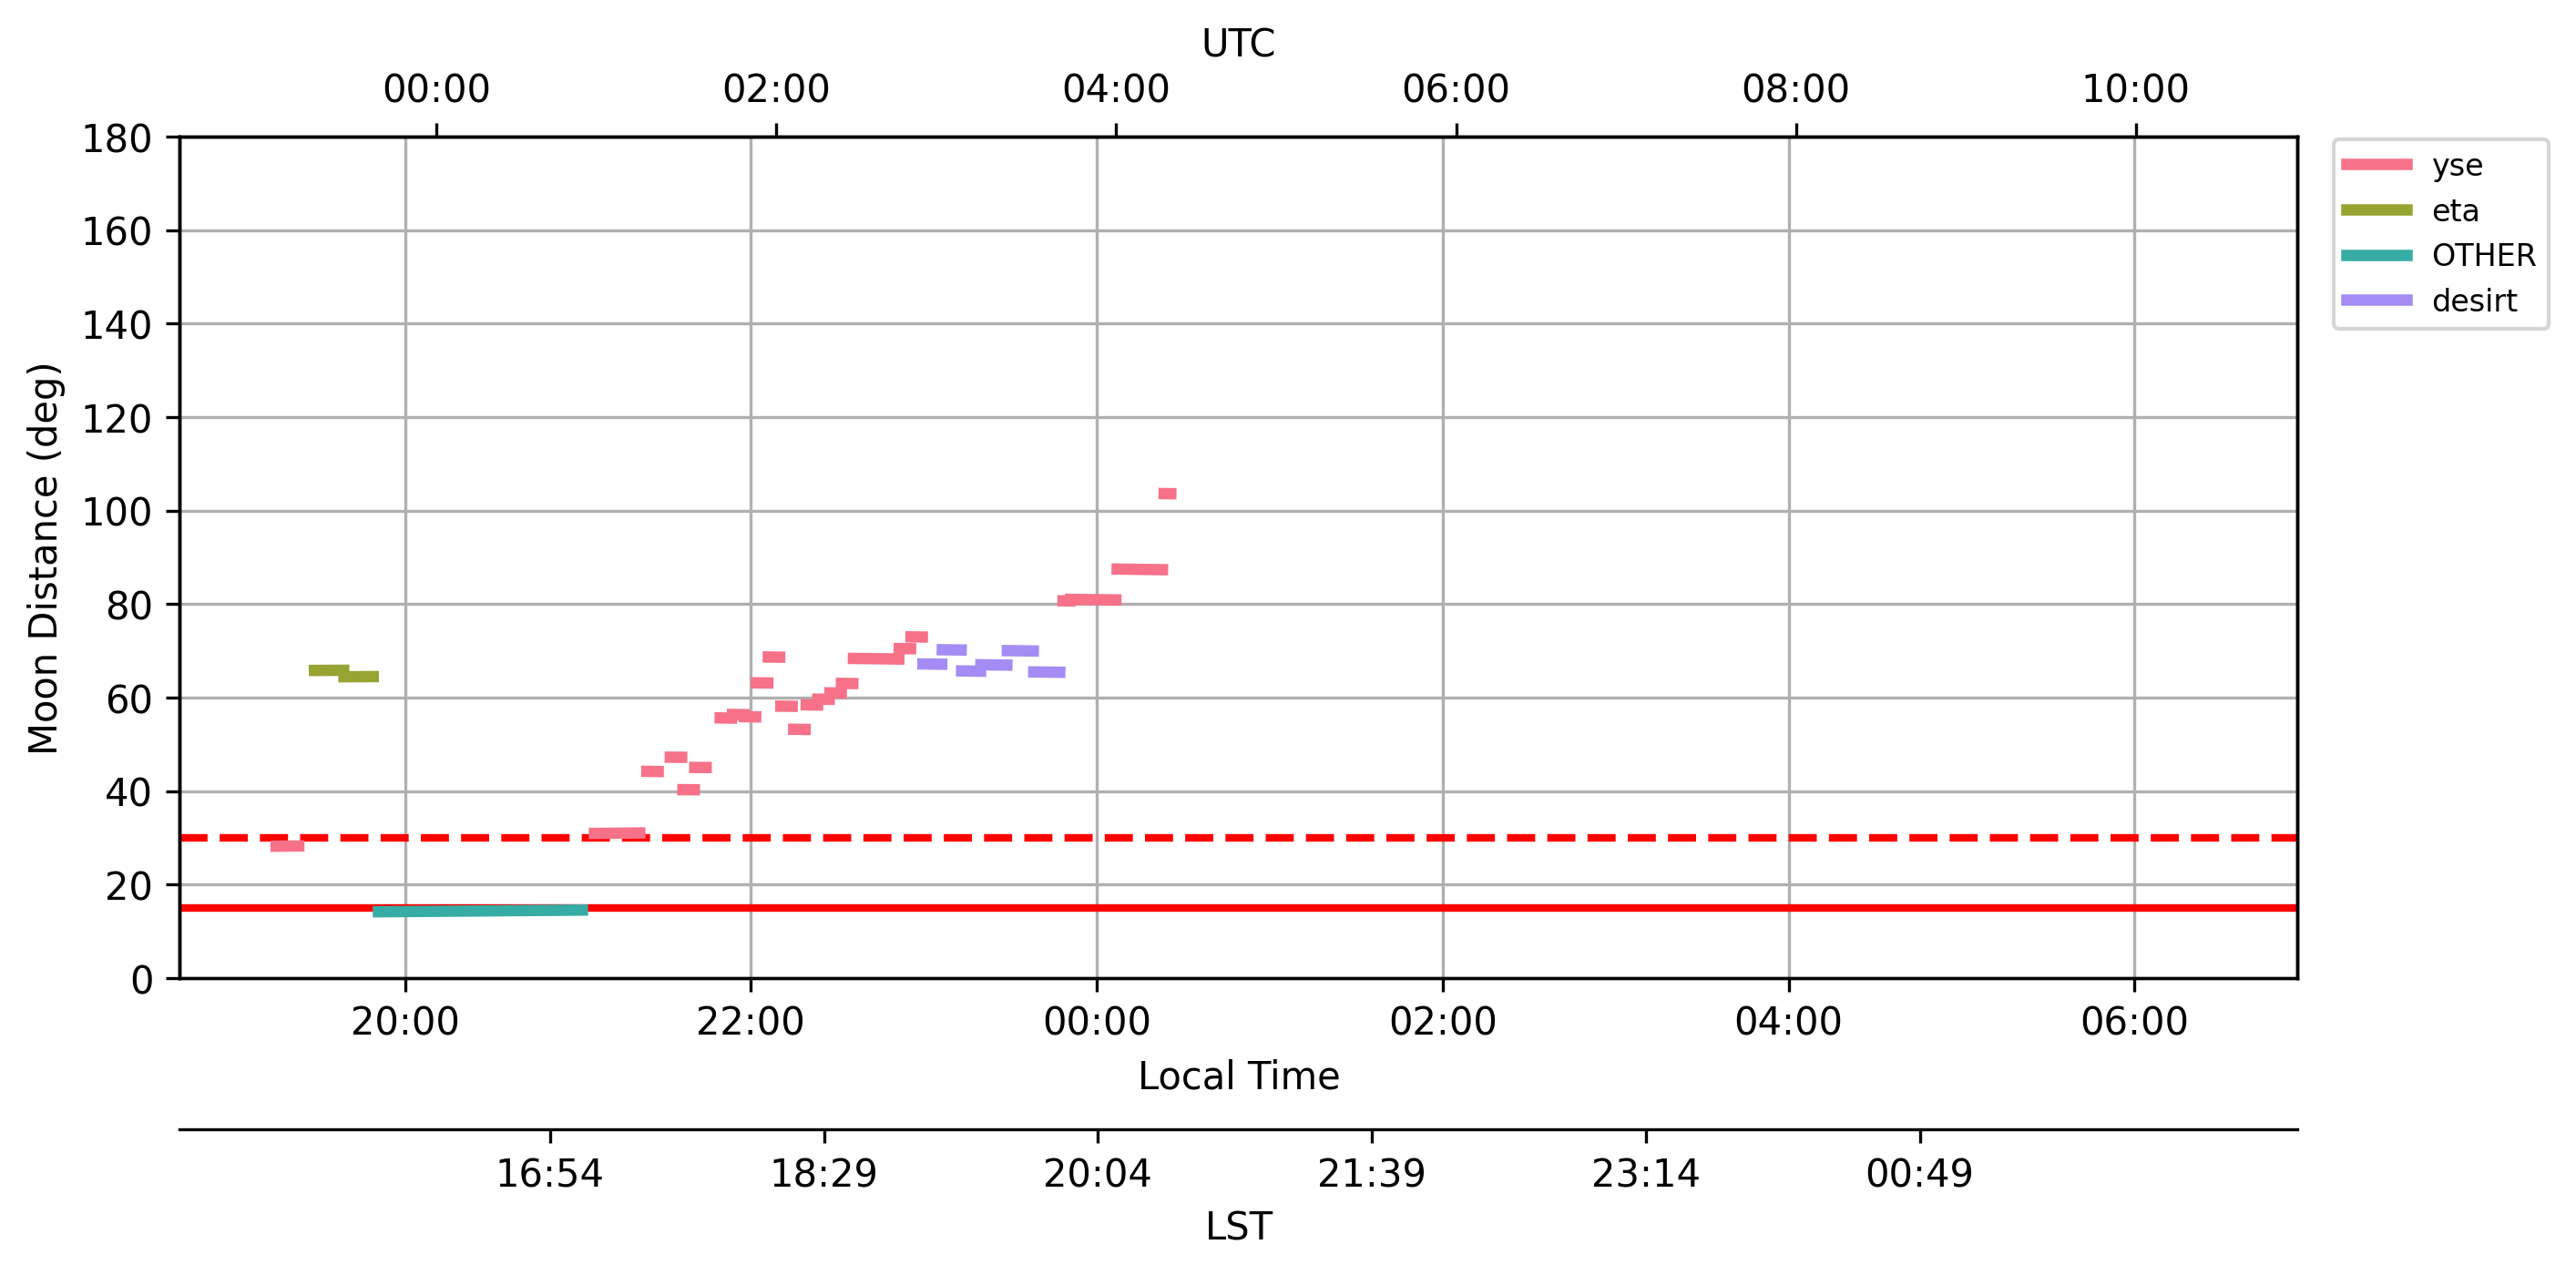 UTC
00:00 02:00 04:00 06:00 08:00 10:00
180
160
140
120
100
80
60
40
20
0
Moon Distance (deg)
yse
eta
OTHER
desirt
20:00 22:00 00:00 02:00 04:00 06:00
Local Time
16:54 18:29 20:04 21:39 23:14 00:49
LST